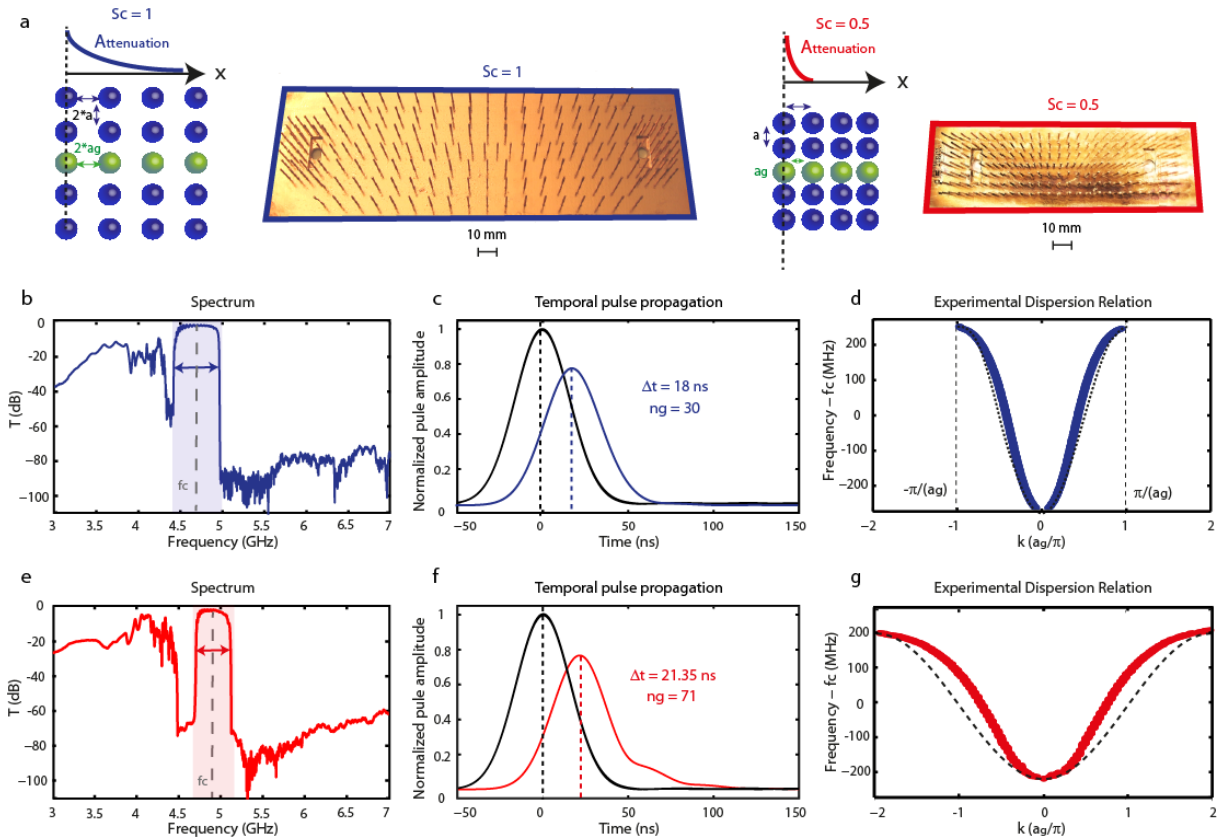 a
Sc = 1
Attenuation
X
2*a
2*ag
Sc = 1
10 mm
Sc = 0.5
Attenuation
X
a
ag
Sc = 0.5
10 mm
b
Spectrum
T (dB)
0
−20
−40
−60
−80
−100
fc
3 3.5 4 4.5 5 5.5 6 6.5 7
Frequency (GHz)
c
Temporal pulse propagation
Normalized pule amplitude
1
0.8
0.6
0.4
0.2
0
Δt = 18 ns
ng = 30
−50 0 50 100 150
Time (ns)
d
Experimental Dispersion Relation
Frequency − fc (MHz)
200
100
0
−100
−200
-π/(ag)
π/(ag)
−2 −1 0 1 2
k (ag/π)
e
Spectrum
T (dB)
0
−20
−40
−60
−80
−100
fc
3 3.5 4 4.5 5 5.5 6 6.5 7
Frequency (GHz)
f
Temporal pulse propagation
Normalized pule amplitude
1
0.8
0.6
0.4
0.2
0
Δt = 21.35 ns
ng = 71
−50 0 50 100 150
Time (ns)
g
Experimental Dispersion Relation
Frequency − fc (MHz)
200
100
0
−100
−200
−2 −1 0 1 2
k (ag/π)